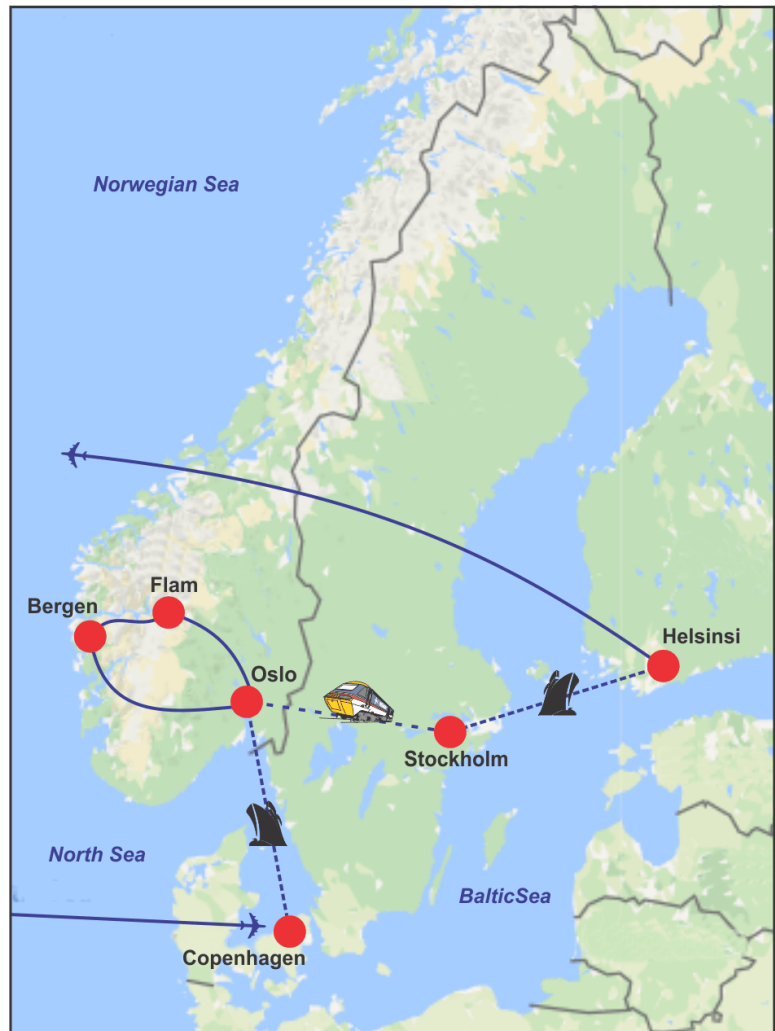 Norwegian Sea
Flam
Bergen
Helsinsi
Oslo
Stockholm
North Sea
BalticSea
Copenhagen